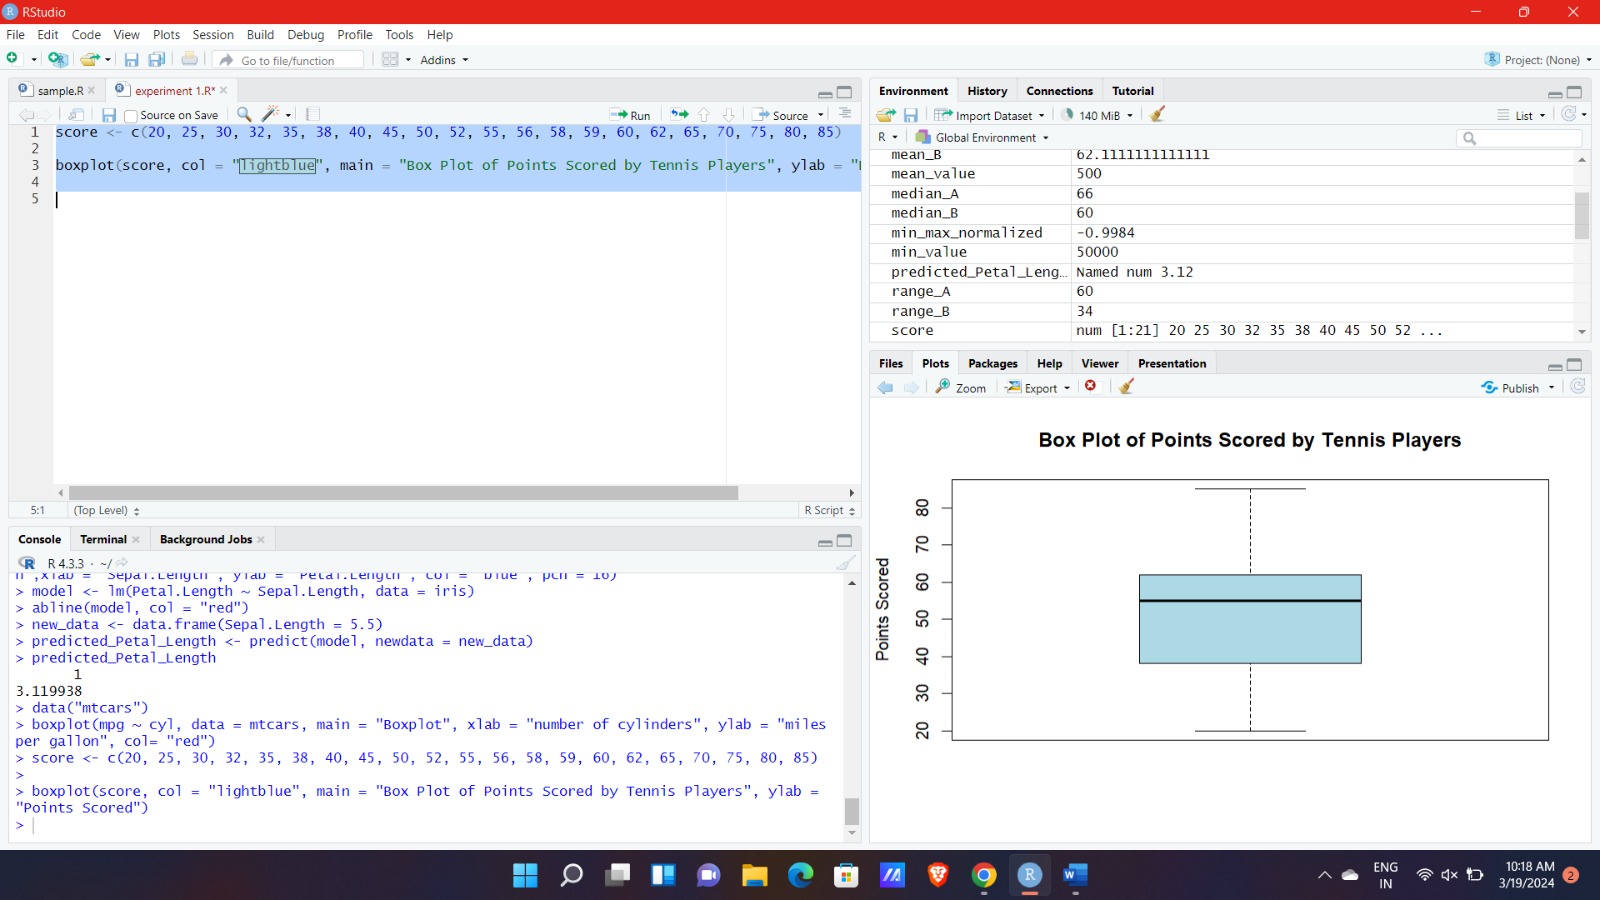 RStudio
File Edit Code View Plots Session Build Debug Profile Tools Help
Go to file/function Addins Project: (None)
sample.R experiment 1.R*
Source on Save Run Source
1 score <- c(20, 25, 30, 32, 35, 38, 40, 45, 50, 52, 55, 56, 58, 59, 60, 62, 65, 70, 75, 80, 85)
2
3 boxplot(score, col = "lightblue", main = "Box Plot of Points Scored by Tennis Players", ylab = "
4
5
5:1 (Top Level) R Script
Console Terminal Background Jobs
R 4.3.3 · ~/
n",xlab = "Sepal.Length", ylab = "Petal.Length", col = "blue", pch = 16)
> model <- lm(Petal.Length ~ Sepal.Length, data = iris)
> abline(model, col = "red")
> new_data <- data.frame(Sepal.Length = 5.5)
> predicted_Petal_Length <- predict(model, newdata = new_data)
> predicted_Petal_Length
1
3.119938
> data("mtcars")
> boxplot(mpg ~ cyl, data = mtcars, main = "Boxplot", xlab = "number of cylinders", ylab = "miles
per gallon", col= "red")
> score <- c(20, 25, 30, 32, 35, 38, 40, 45, 50, 52, 55, 56, 58, 59, 60, 62, 65, 70, 75, 80, 85)
>
> boxplot(score, col = "lightblue", main = "Box Plot of Points Scored by Tennis Players", ylab =
"Points Scored")
>
Environment History Connections Tutorial
Import Dataset 140 MiB List
R Global Environment
mean_B 62.1111111111111
mean_value 500
median_A 66
median_B 60
min_max_normalized -0.9984
min_value 50000
predicted_Petal_Leng… Named num 3.12
range_A 60
range_B 34
score num [1:21] 20 25 30 32 35 38 40 45 50 52 ...
Files Plots Packages Help Viewer Presentation
Zoom Export Publish
Box Plot of Points Scored by Tennis Players
Points Scored
80
70
60
50
40
30
20
ENG
IN
10:18 AM
3/19/2024
2